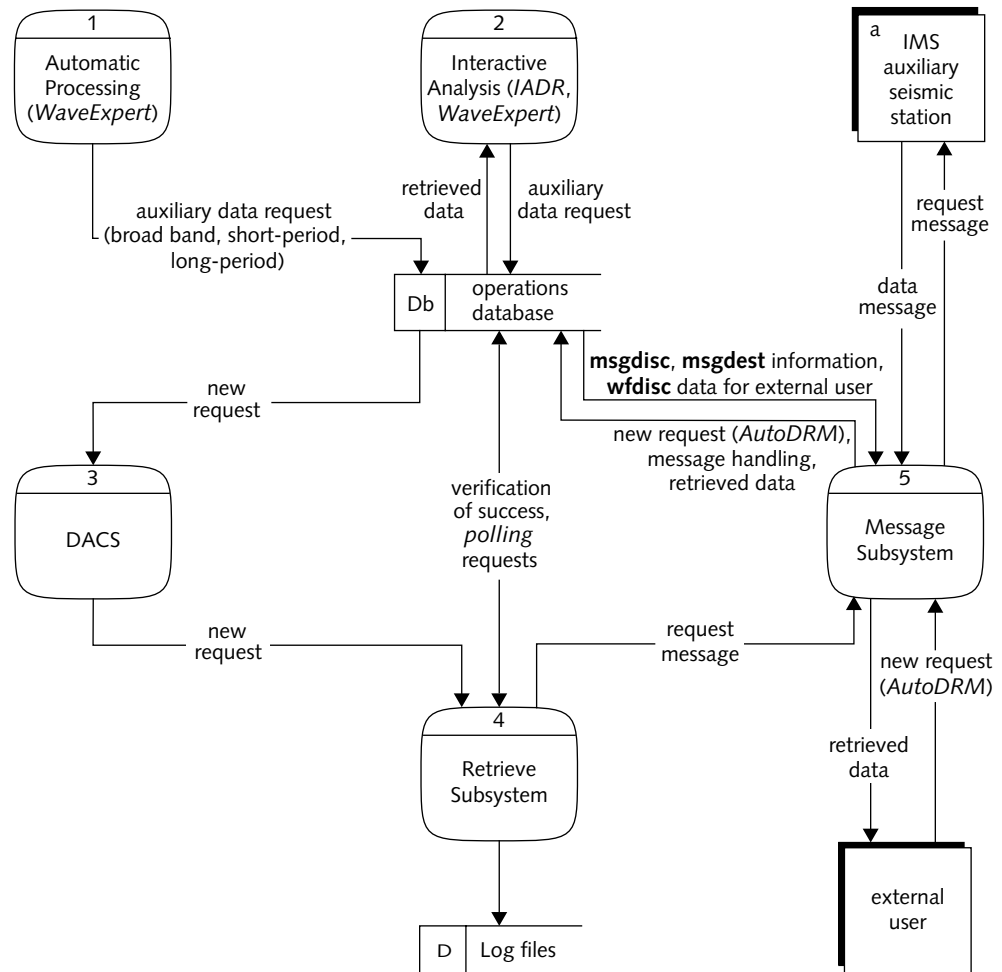 1
Automatic
Processing
(WaveExpert)
2
Interactive
Analysis (IADR,
WaveExpert)
a
IMS
auxiliary
seismic
station
auxiliary data request
(broad band, short-period,
long-period)
retrieved
data
auxiliary
data request
request
message
data
message
Db
operations
database
msgdisc, msgdest information,
wfdisc data for external user
new request (AutoDRM),
message handling,
retrieved data
new
request
3
DACS
verification
of success,
polling
requests
5
Message
Subsystem
new
request
request
message
new request
(AutoDRM)
4
Retrieve
Subsystem
retrieved
data
external
user
D
Log files